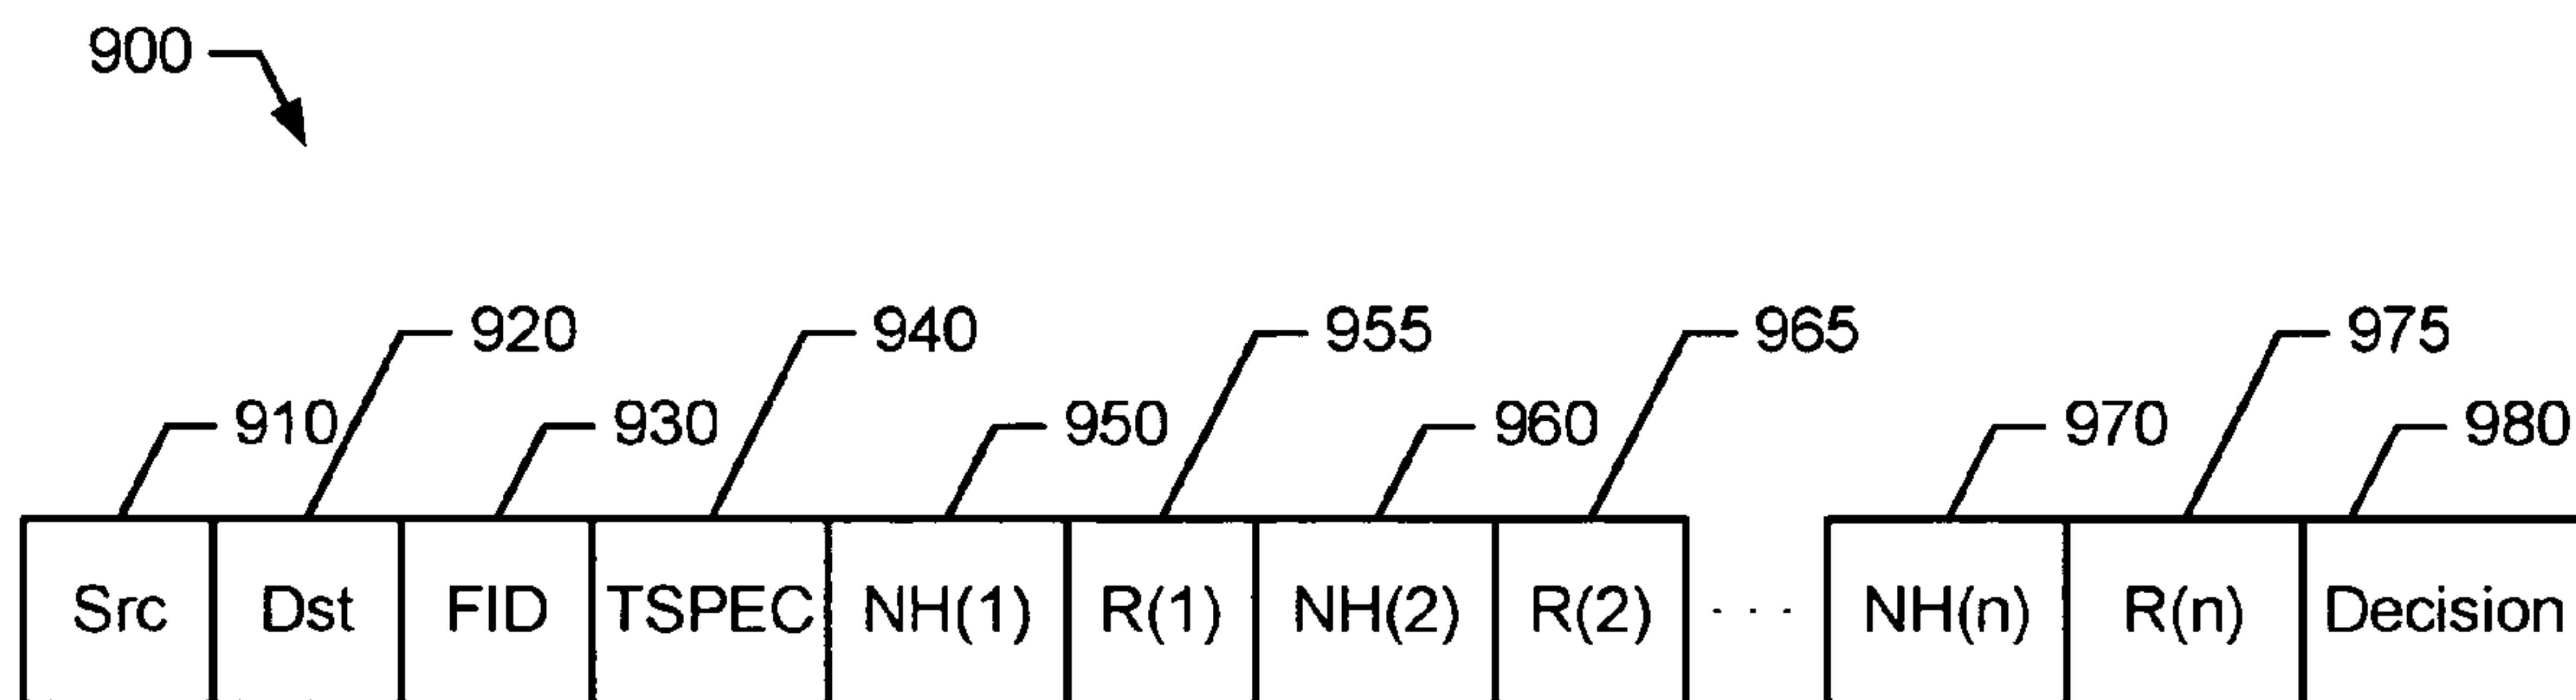 900
920 940 955 965 975
910 930 950 960 970 980
Src Dst FID TSPEC NH(1) R(1) NH(2) R(2) . . . NH(n) R(n) Decision